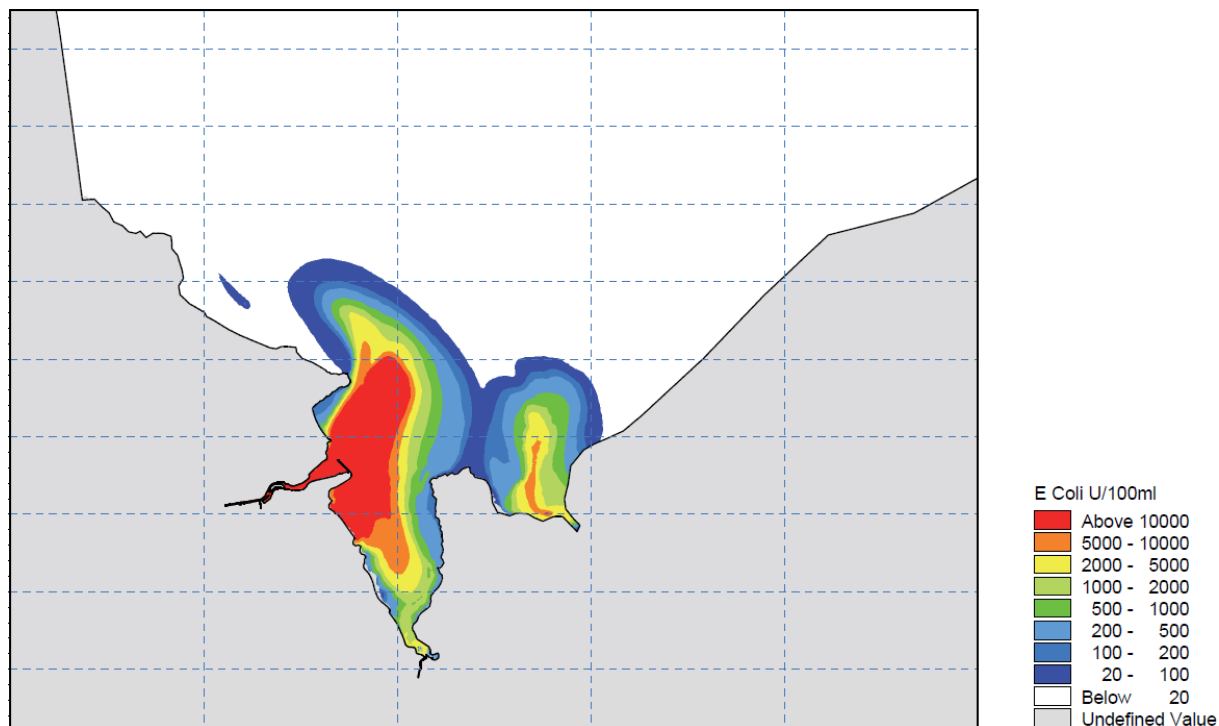 E Coli U/100ml
Above 10000
5000 - 10000
2000 - 5000
1000 - 2000
500 - 1000
200 - 500
100 - 200
20 - 100
Below 20
Undefined Value